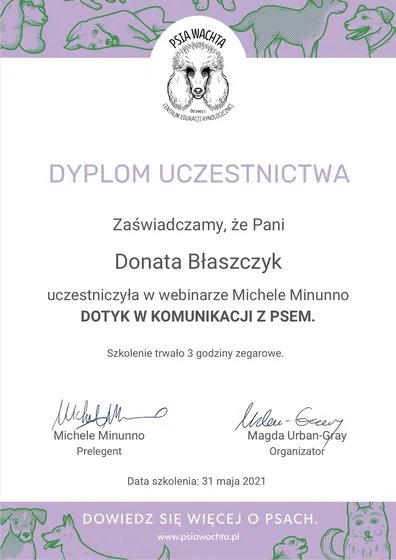 PSIA WACHTA
CENTRUM EDUKACJI KYNOLOGICZNEJ
DYPLOM UCZESTNICTWA
Zaświadczamy, że Pani
Donata Błaszczyk
uczestniczyła w webinarze Michele Minunno
DOTYK W KOMUNIKACJI Z PSEM.
Szkolenie trwało 3 godziny zegarowe.
Michele Minunno
Magda Urban-Gray
Prelegent
Organizator
Data szkolenia: 31 maja 2021
DOWIEDZ SIĘ WIĘCEJ O PSACH.
www.psiawachta.pl